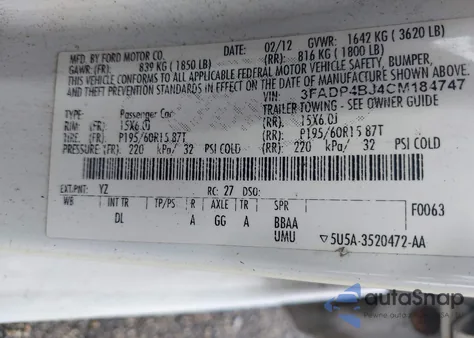 MFD. BY FORD MOTOR CO.
DATE: 02/12 GVWR: 1642 KG ( 3620 LB)
GAWR: (FR): 839 KG (1850 LB) (RR): 816 KG (1800 LB)
THIS VEHICLE CONFORMS TO ALL APPLICABLE FEDERAL MOTOR VEHICLE SAFETY, BUMPER,
AND THEFT PREVENTION STANDARDS IN EFFECT ON THE DATE OF MANUFACTURE SHOWN ABOVE.
VIN: 3FADP4BJ4CM184747
TYPE: Passenger Car TRAILER TOWING - SEE OWNER GUIDE
RIM: (FR) 15X6.0J (RR): 15X6.0J
TIRE: (FR): P195/60R15 87T (RR): P195/60R15 87T
PRESSURE: (FR): 220 kPa/ 32 PSI COLD (RR): 220 kPa/ 32 PSI COLD
EXT.PNT: YZ RC: 27 DSO:
WB INT TR TP/PS R AXLE TR SPR F0063
DL A GG A BBAA
UMU ▽5U5A-3520472-AA
autoSnap